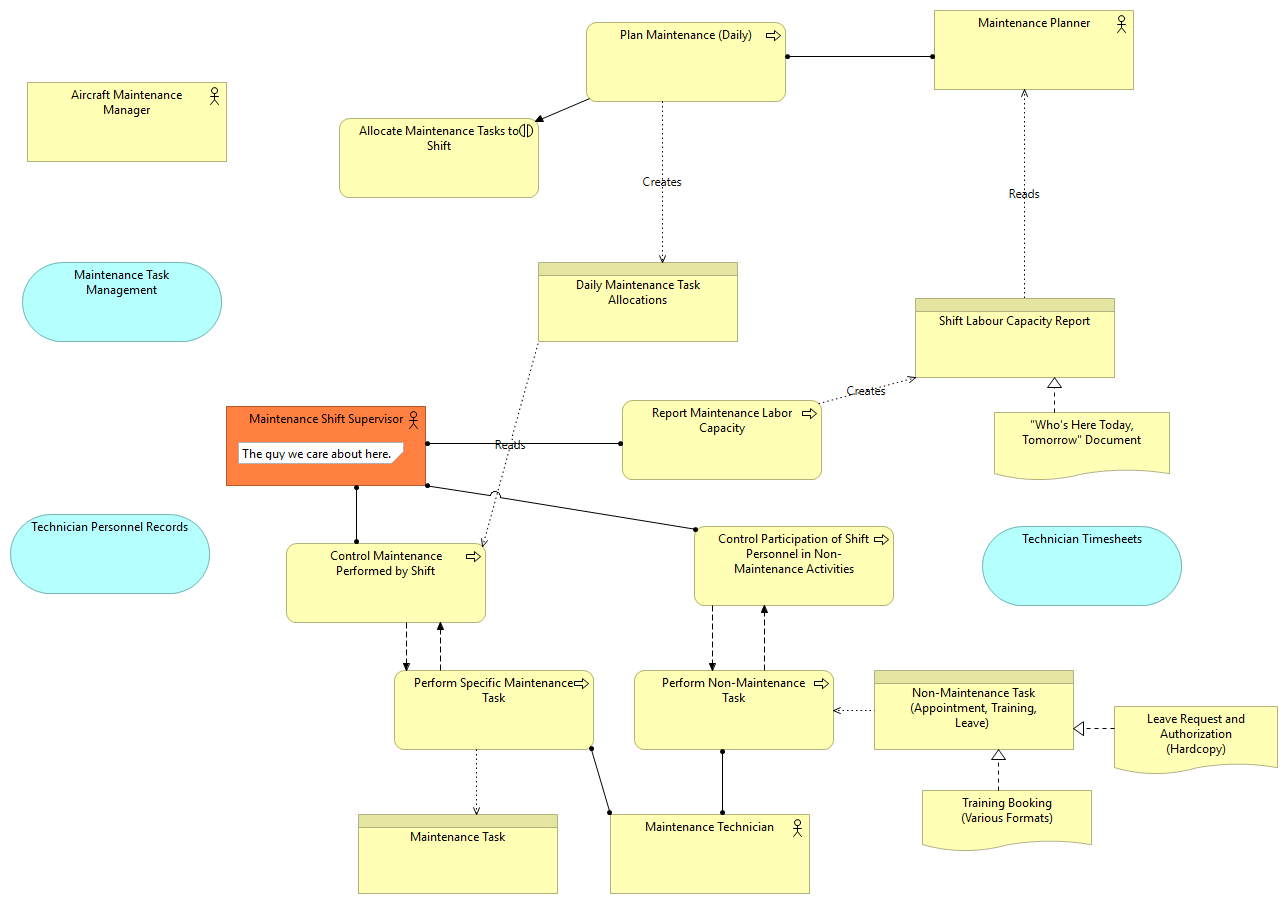 Plan Maintenance (Daily)
Maintenance Planner
Aircraft Maintenance
Manager
Allocate Maintenance Tasks to
Shift
Creates
Reads
Maintenance Task
Management
Daily Maintenance Task
Allocations
Shift Labour Capacity Report
Creates
Maintenance Shift Supervisor
The guy we care about here.
Reads
Report Maintenance Labor
Capacity
"Who's Here Today,
Tomorrow" Document
Technician Personnel Records
Control Maintenance
Performed by Shift
Control Participation of Shift
Personnel in Non-
Maintenance Activities
Technician Timesheets
Perform Specific Maintenance
Task
Perform Non-Maintenance
Task
Non-Maintenance Task
(Appointment, Training,
Leave)
Leave Request and
Authorization
(Hardcopy)
Training Booking
(Various Formats)
Maintenance Task
Maintenance Technician